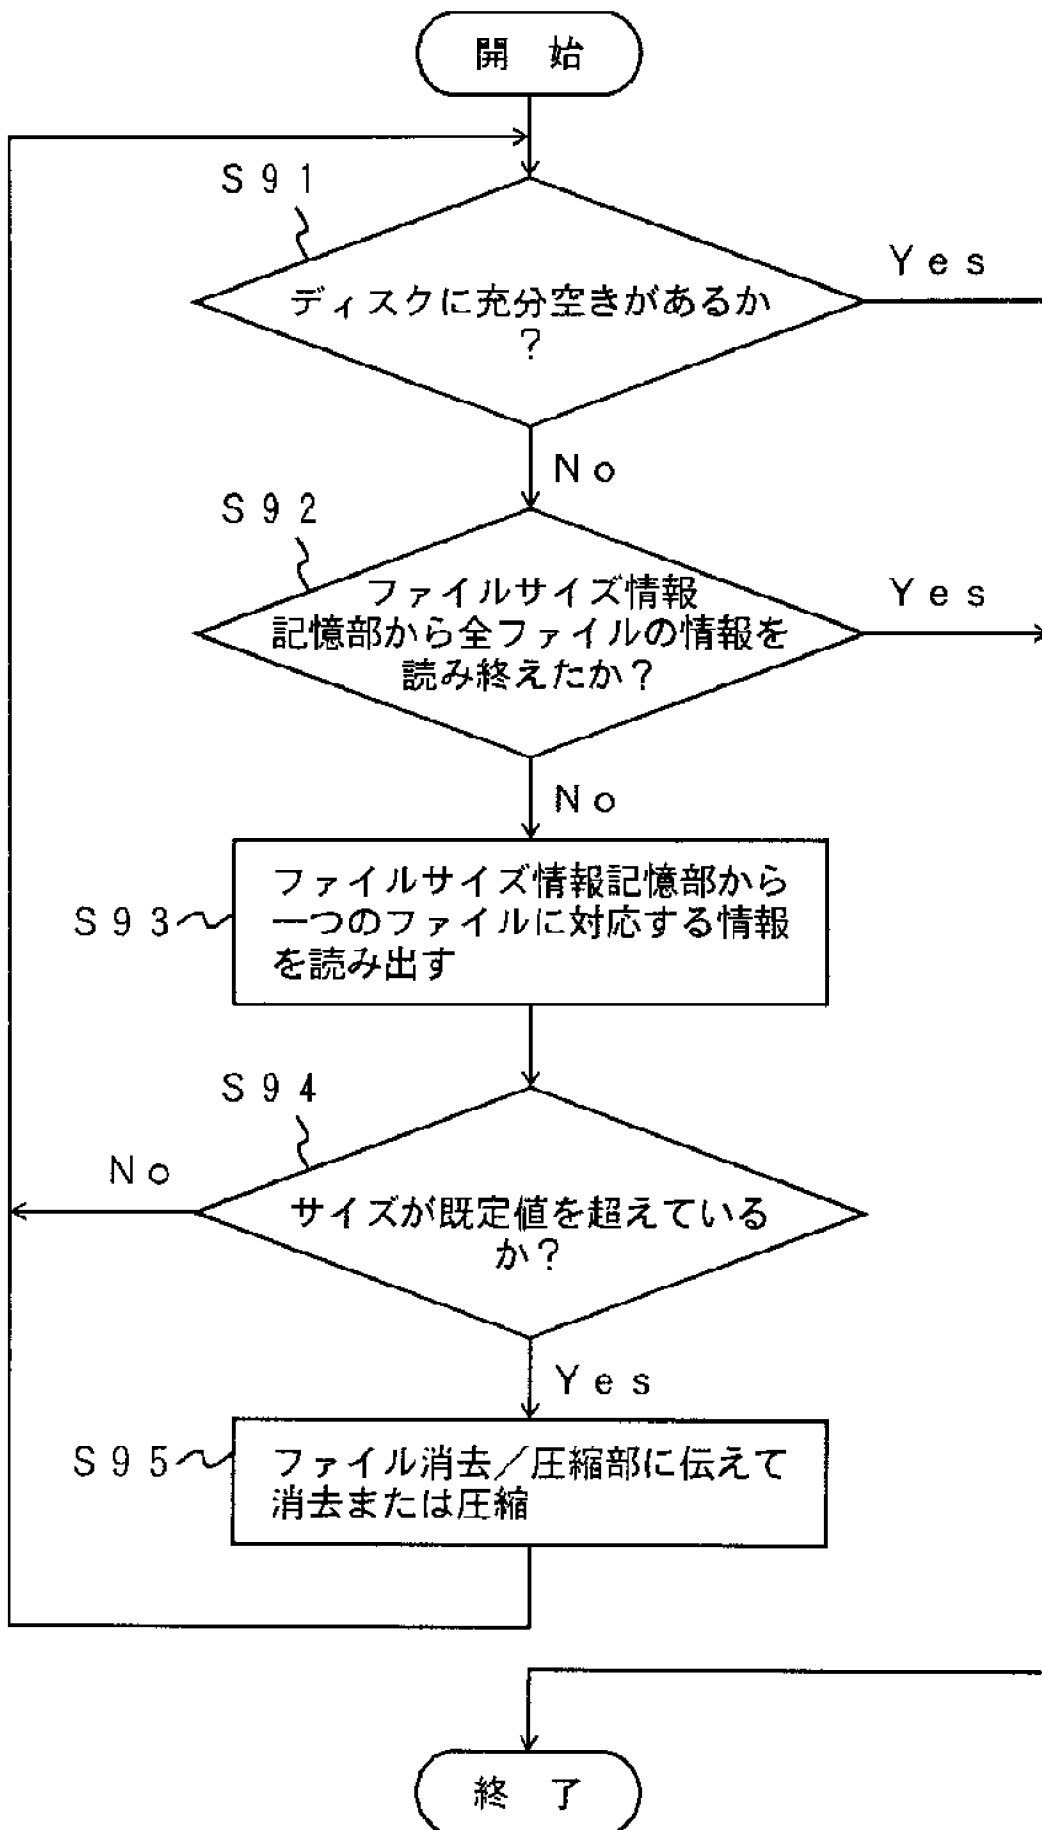 開 始
S91
Yes
ディスクに充分空きがあるか
？
No
S92
Yes
ファイルサイズ情報
記憶部から全ファイルの情報を
読み終えたか？
No
S93
ファイルサイズ情報記憶部から
一つのファイルに対応する情報
を読み出す
S94
No
サイズが既定値を超えている
か？
Yes
S95
ファイル消去／圧縮部に伝えて
消去または圧縮
終 了